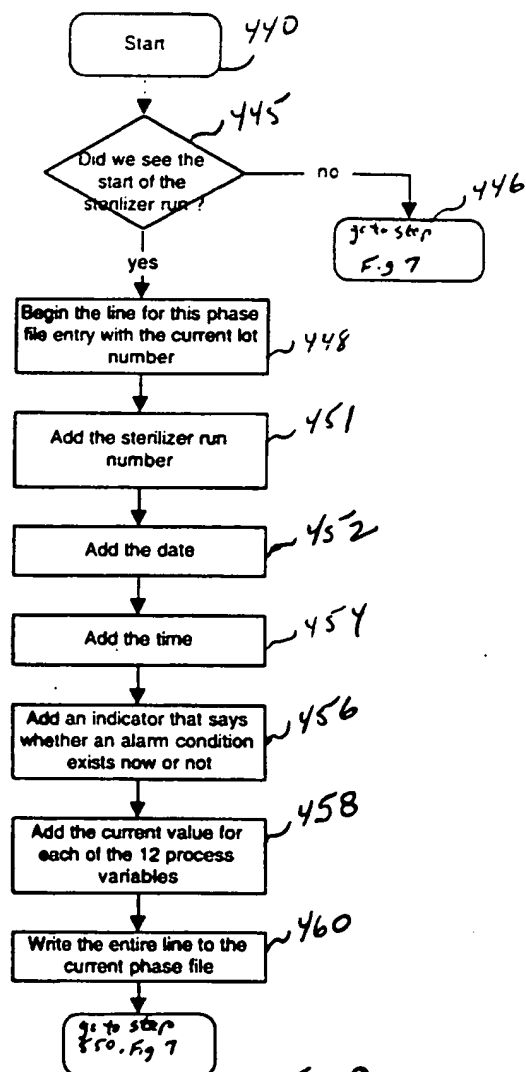 Start
440
445
Did we see the
start of the
sterilizer run ?
no
446
go to step
Fig 7
yes
Begin the line for this phase
file entry with the current lot
number
448
Add the sterilizer run
number
451
Add the date
452
Add the time
454
Add an indicator that says
whether an alarm condition
exists now or not
456
Add the current value for
each of the 12 process
variables
458
Write the entire line to the
current phase file
460
go to step
550, Fig 7